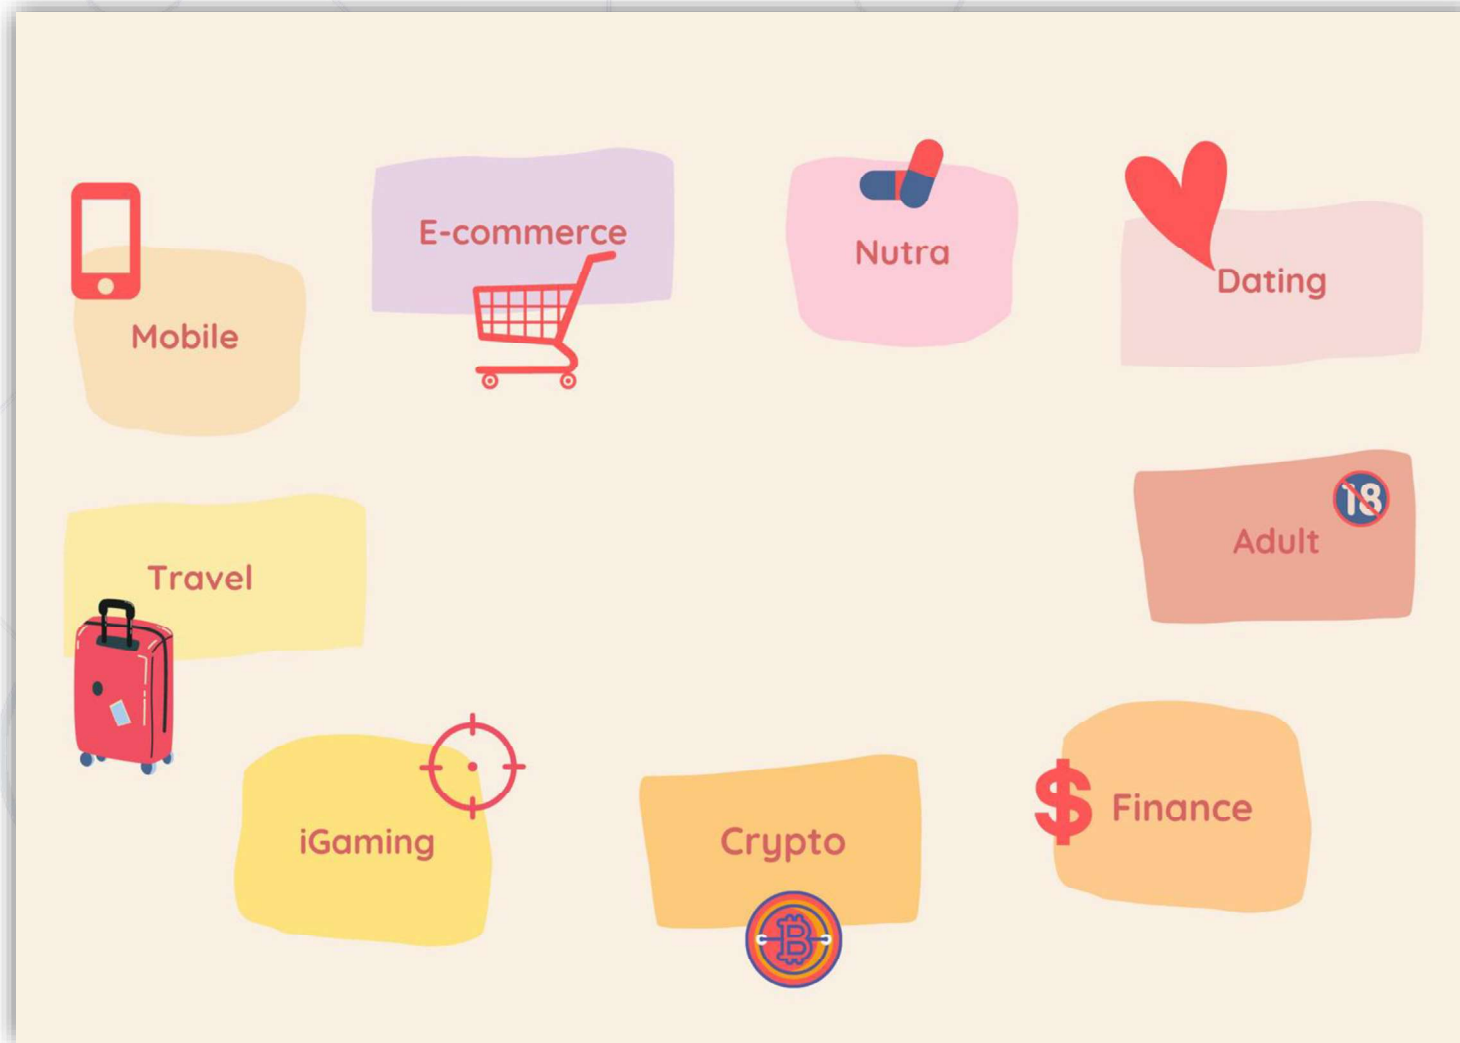 E-commerce
Nutra
Dating
Mobile
18
Adult
Travel
Finance
iGaming
Crypto